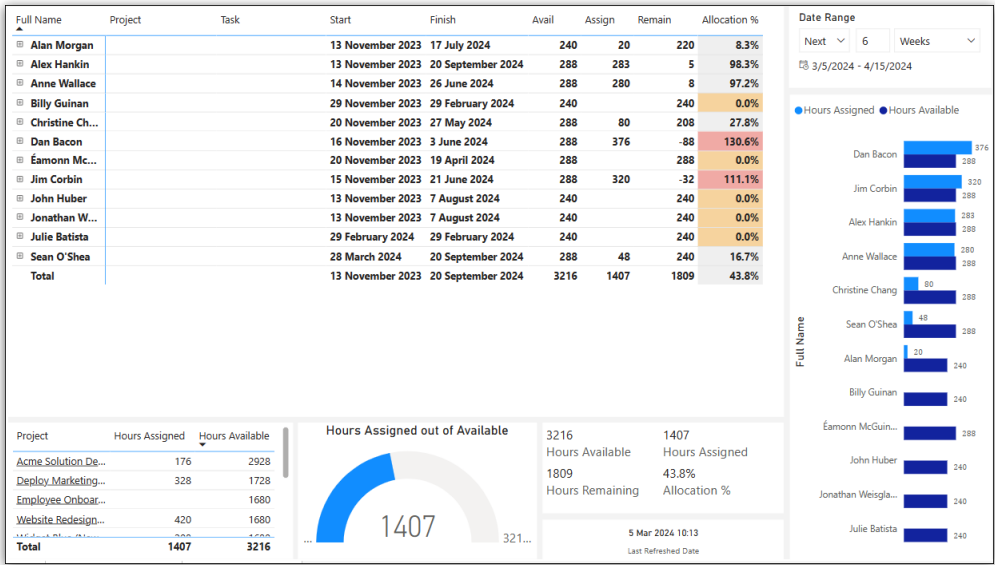 Full Name Project Task Start Finish Avail Assign Remain Allocation %
Alan Morgan 13 November 2023 17 July 2024 240 20 220 8.3%
Alex Hankin 13 November 2023 20 September 2024 288 283 5 98.3%
Anne Wallace 14 November 2023 26 June 2024 288 280 8 97.2%
Billy Guinan 29 November 2023 29 February 2024 240 240 0.0%
Christine Ch... 20 November 2023 27 May 2024 288 80 208 27.8%
Dan Bacon 16 November 2023 3 June 2024 288 376 -88 130.6%
Éamonn Mc... 20 November 2023 19 April 2024 288 288 0.0%
Jim Corbin 15 November 2023 21 June 2024 288 320 -32 111.1%
John Huber 13 November 2023 7 August 2024 240 240 0.0%
Jonathan W... 13 November 2023 7 August 2024 240 240 0.0%
Julie Batista 29 February 2024 29 February 2024 240 240 0.0%
Sean O'Shea 28 March 2024 20 September 2024 288 48 240 16.7%
Total 13 November 2023 20 September 2024 3216 1407 1809 43.8%
Date Range
Next 6 Weeks
3/5/2024 - 4/15/2024
Hours Assigned Hours Available
Full Name
Dan Bacon 376
288
Jim Corbin 320
288
Alex Hankin 283
288
Anne Wallace 280
288
Christine Chang 80
288
Sean O'Shea 48
288
Alan Morgan 20
240
Billy Guinan 240
Éamonn McGuin... 288
John Huber 240
Jonathan Weisgla... 240
Julie Batista 240
Project Hours Assigned Hours Available
Acme Solution De... 176 2928
Deploy Marketing... 328 1728
Employee Onboar... 1680
Website Redesign... 420 1680
Total 1407 3216
Hours Assigned out of Available
1407
... 321...
3216 1407
Hours Available Hours Assigned
1809 43.8%
Hours Remaining Allocation %
5 Mar 2024 10:13
Last Refreshed Date